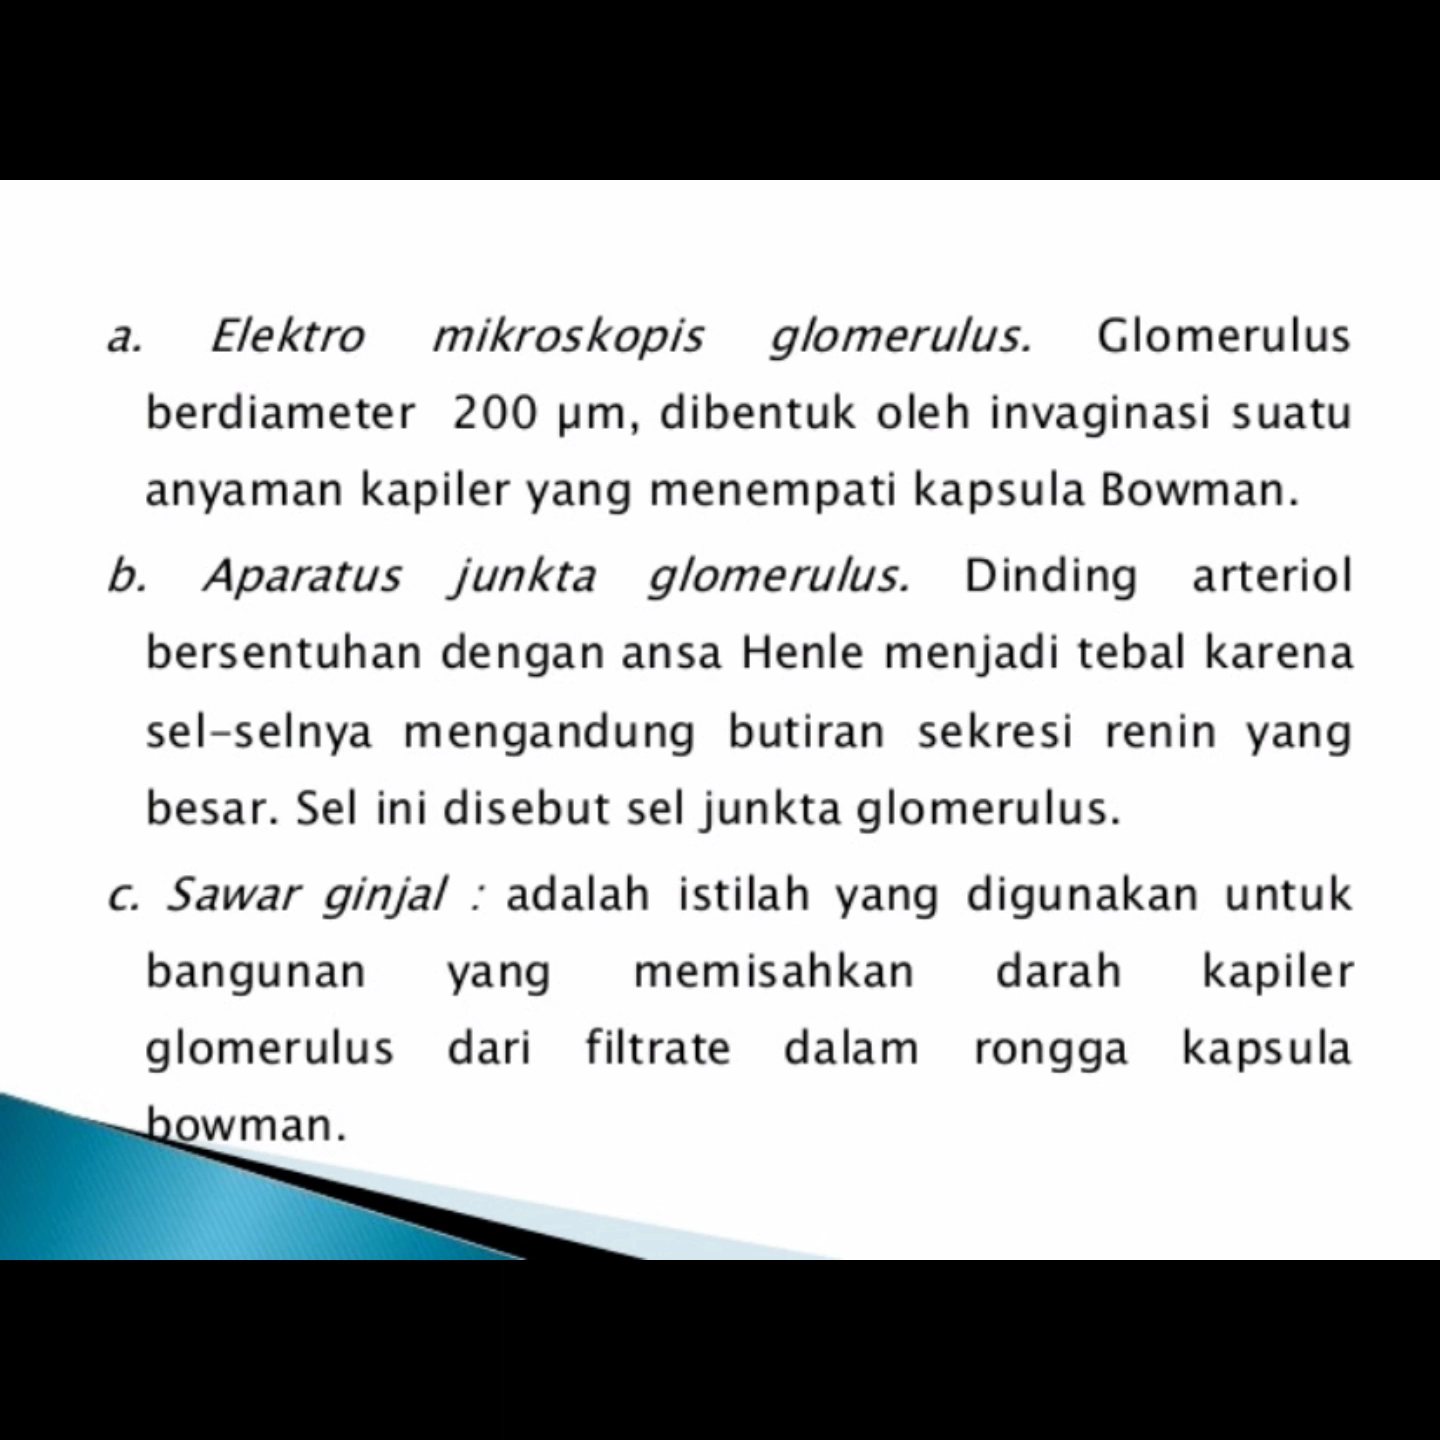 a. Elektro mikroskopis glomerulus. Glomerulus
berdiameter 200 μm, dibentuk oleh invaginasi suatu
anyaman kapiler yang menempati kapsula Bowman.
b. Aparatus junkta glomerulus. Dinding arteriol
bersentuhan dengan ansa Henle menjadi tebal karena
sel-selnya mengandung butiran sekresi renin yang
besar. Sel ini disebut sel junkta glomerulus.
c. Sawar ginjal : adalah istilah yang digunakan untuk
bangunan yang memisahkan darah kapiler
glomerulus dari filtrate dalam rongga kapsula
bowman.